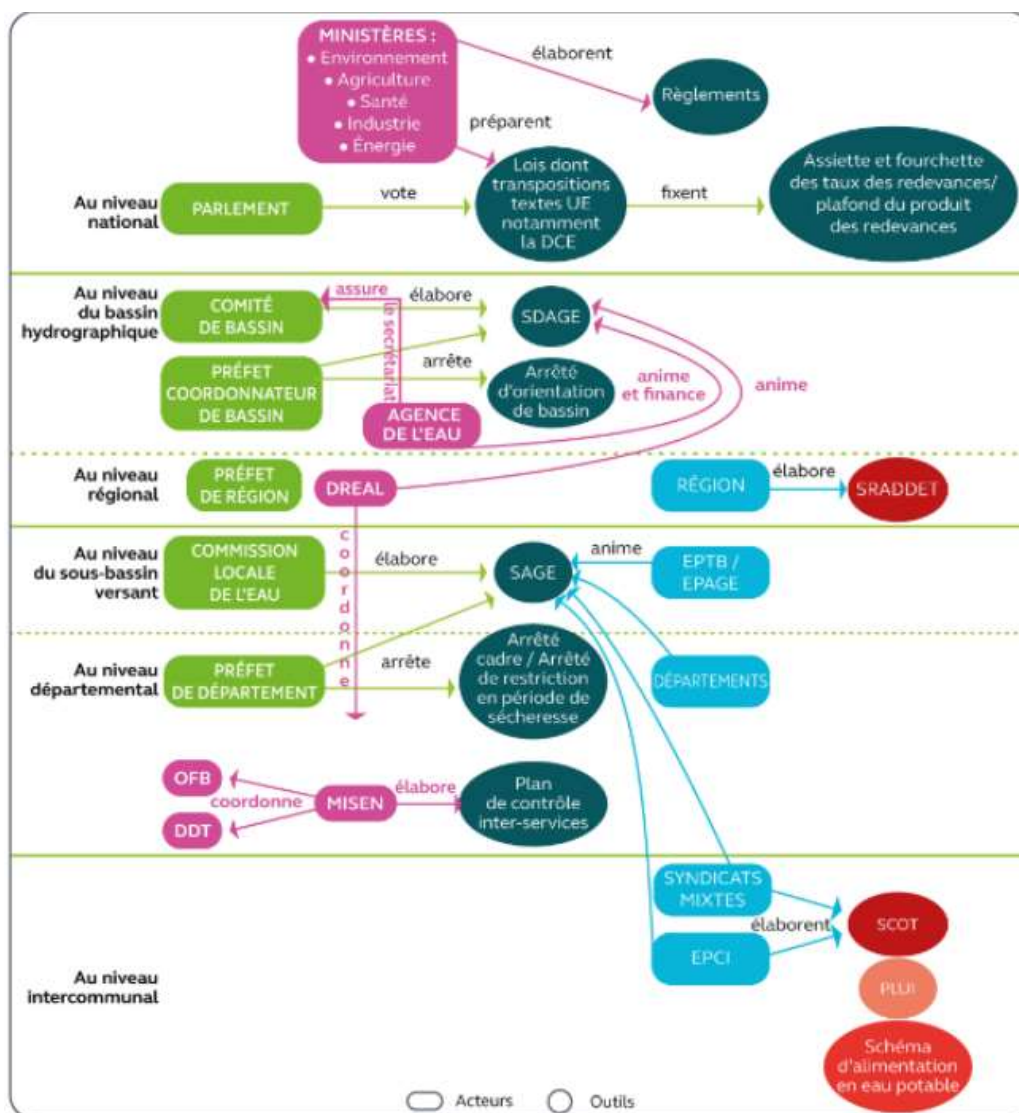 MINISTÈRES :
• Environnement
• Agriculture
• Santé
• Industrie
• Énergie
élaborent
Règlements
préparent
Au niveau
national
PARLEMENT
vote
Lois dont
transpositions
textes UE
notamment
la DCE
fixent
Assiette et fourchette
des taux des redevances/
plafond du produit
des redevances
Au niveau
du bassin
hydrographique
COMITÉ
DE BASSIN
assure
le secrétariat
élabore
SDAGE
PRÉFET
COORDONNATEUR
DE BASSIN
arrête
Arrêté
d'orientation
de bassin
AGENCE
DE L'EAU
anime
et finance
anime
Au niveau
régional
PRÉFET
DE RÉGION
DREAL
coordonne
RÉGION
élabore
SRADDET
Au niveau
du sous-bassin
versant
COMMISSION
LOCALE
DE L'EAU
élabore
SAGE
anime
EPTB /
EPAGE
Au niveau
départemental
PRÉFET
DE DÉPARTEMENT
arrête
Arrêté
cadre / Arrêté
de restriction
en période de
sécheresse
DÉPARTEMENTS
OFB
DDT
coordonne
MISEN
élabore
Plan
de contrôle
inter-services
Au niveau
intercommunal
SYNDICATS
MIXTES
élaborent
EPCI
SCOT
PLUI
Schéma
d'alimentation
en eau potable
Acteurs
Outils